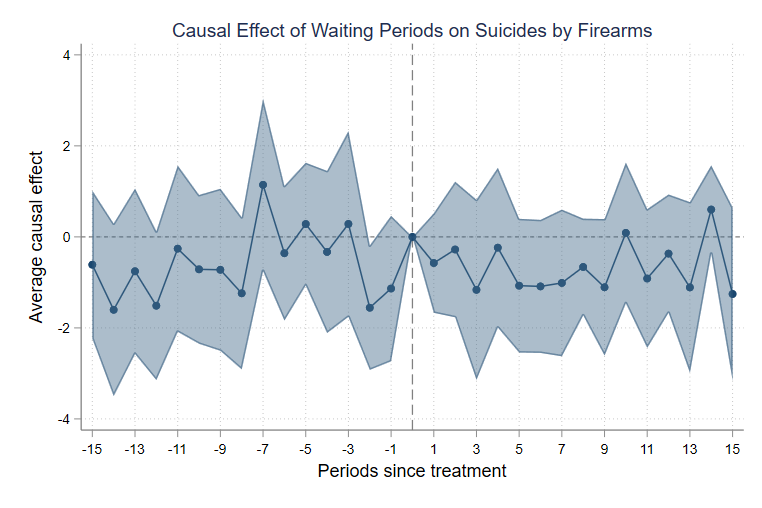 Causal Effect of Waiting Periods on Suicides by Firearms
4
2
0
-2
-4
Average causal effect
-15 -13 -11 -9 -7 -5 -3 -1 1 3 5 7 9 11 13 15
Periods since treatment